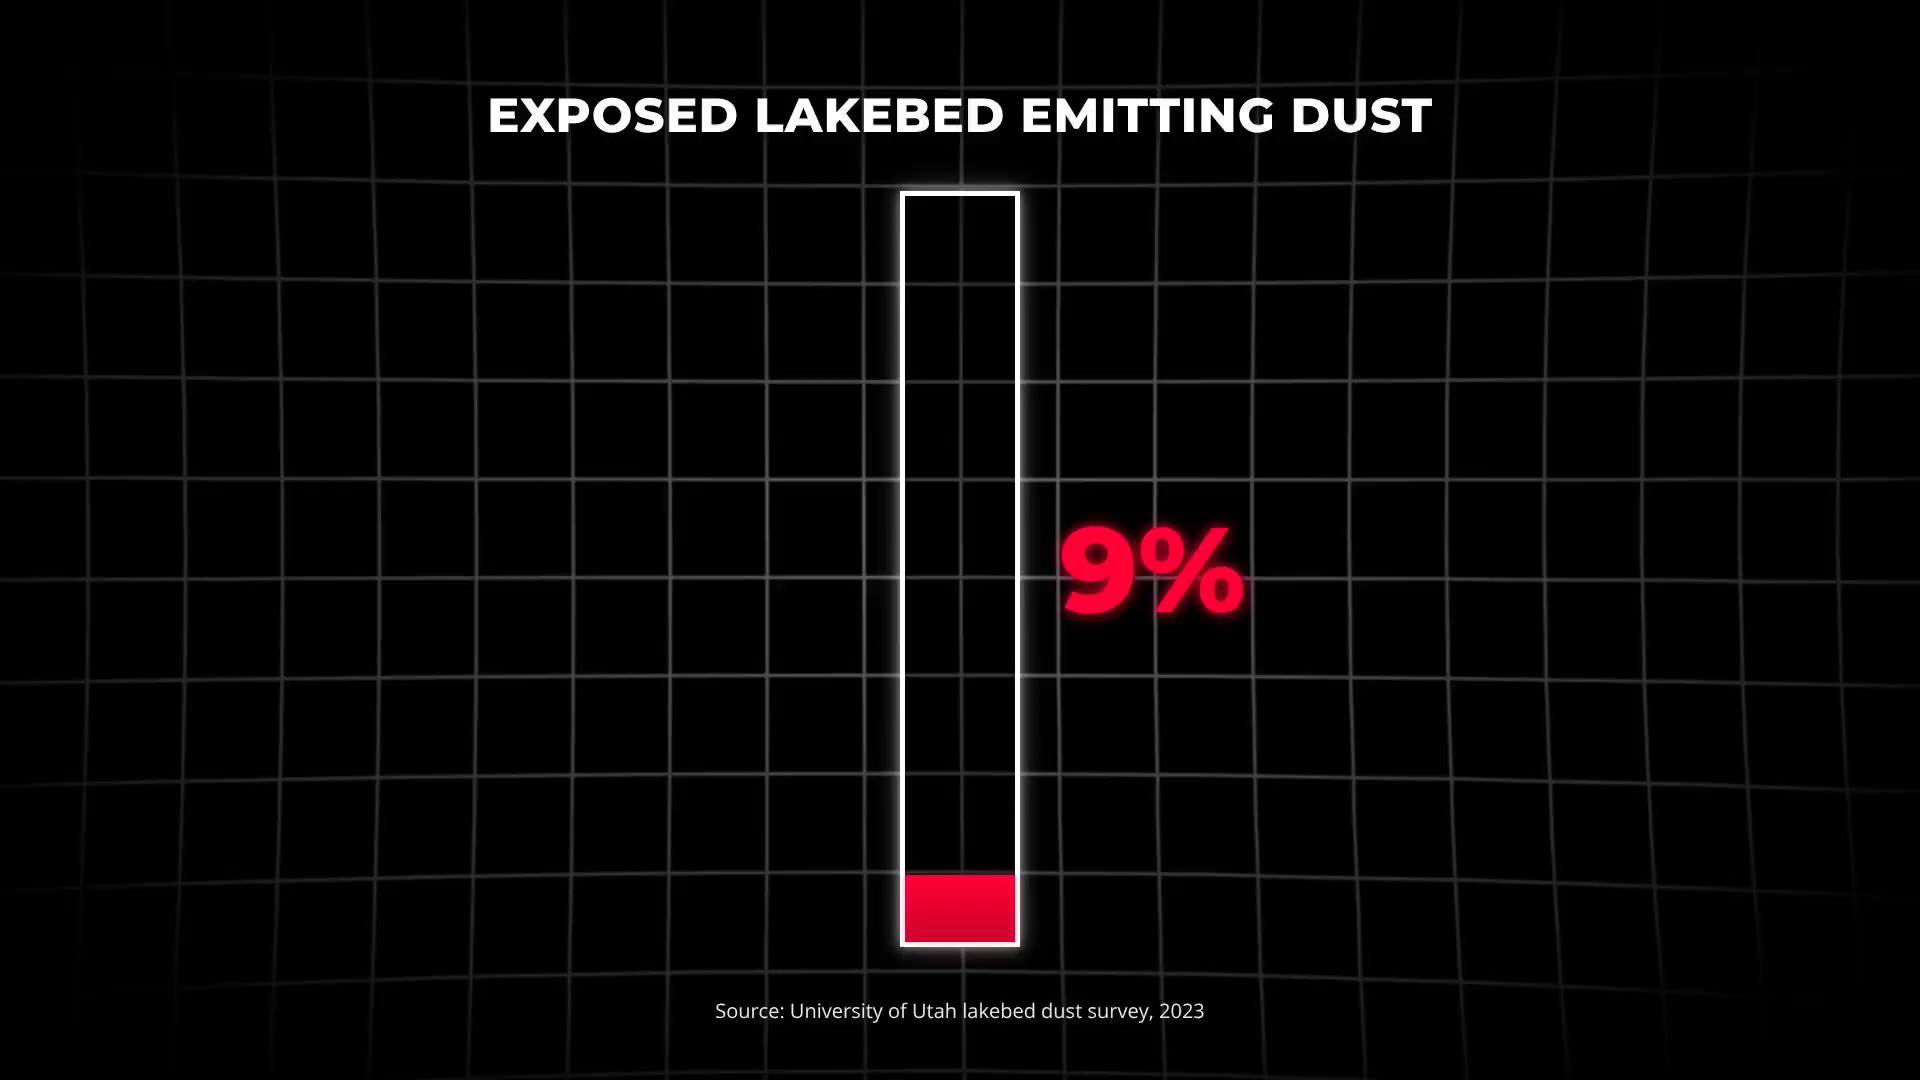 EXPOSED LAKEBED EMITTING DUST
9%
Source: University of Utah lakebed dust survey, 2023